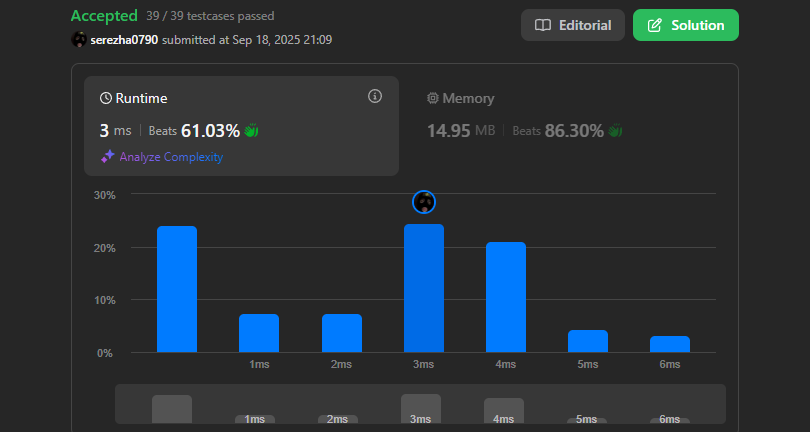 Accepted 39 / 39 testcases passed
Editorial
Solution
serezha0790 submitted at Sep 18, 2025 21:09
Runtime
Memory
3 ms Beats 61.03%
14.95 MB Beats 86.30%
Analyze Complexity
30%
20%
10%
0%
1ms 2ms 3ms 4ms 5ms 6ms
1ms 2ms 3ms 4ms 5ms 6ms